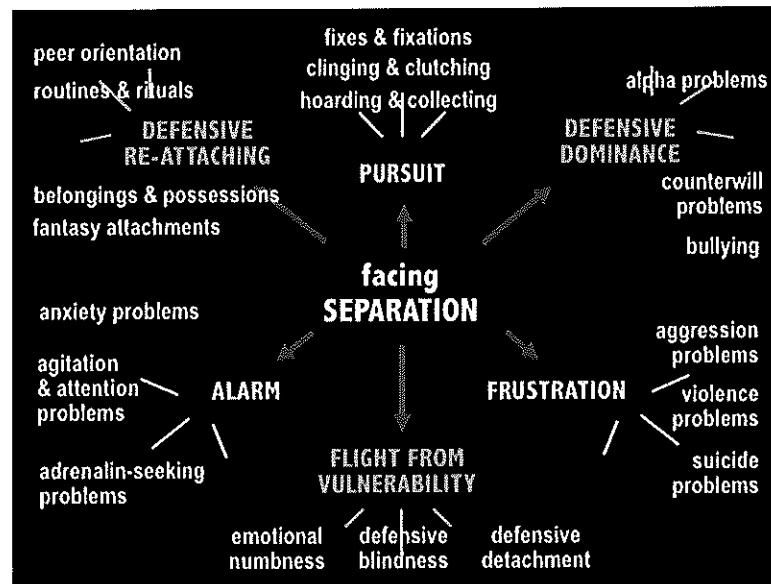 peer orientation
routines & rituals
DEFENSIVE
RE-ATTACHING
belongings & possessions
fantasy attachments
fixes & fixations
clinging & clutching
hoarding & collecting
PURSUIT
alpha problems
DEFENSIVE
DOMINANCE
counterwill
problems
bullying
facing
SEPARATION
anxiety problems
agitation
& attention
problems
adrenalin-seeking
problems
ALARM
FRUSTRATION
aggression
problems
violence
problems
suicide
problems
FLIGHT FROM
VULNERABILITY
emotional
numbness
defensive
blindness
defensive
detachment